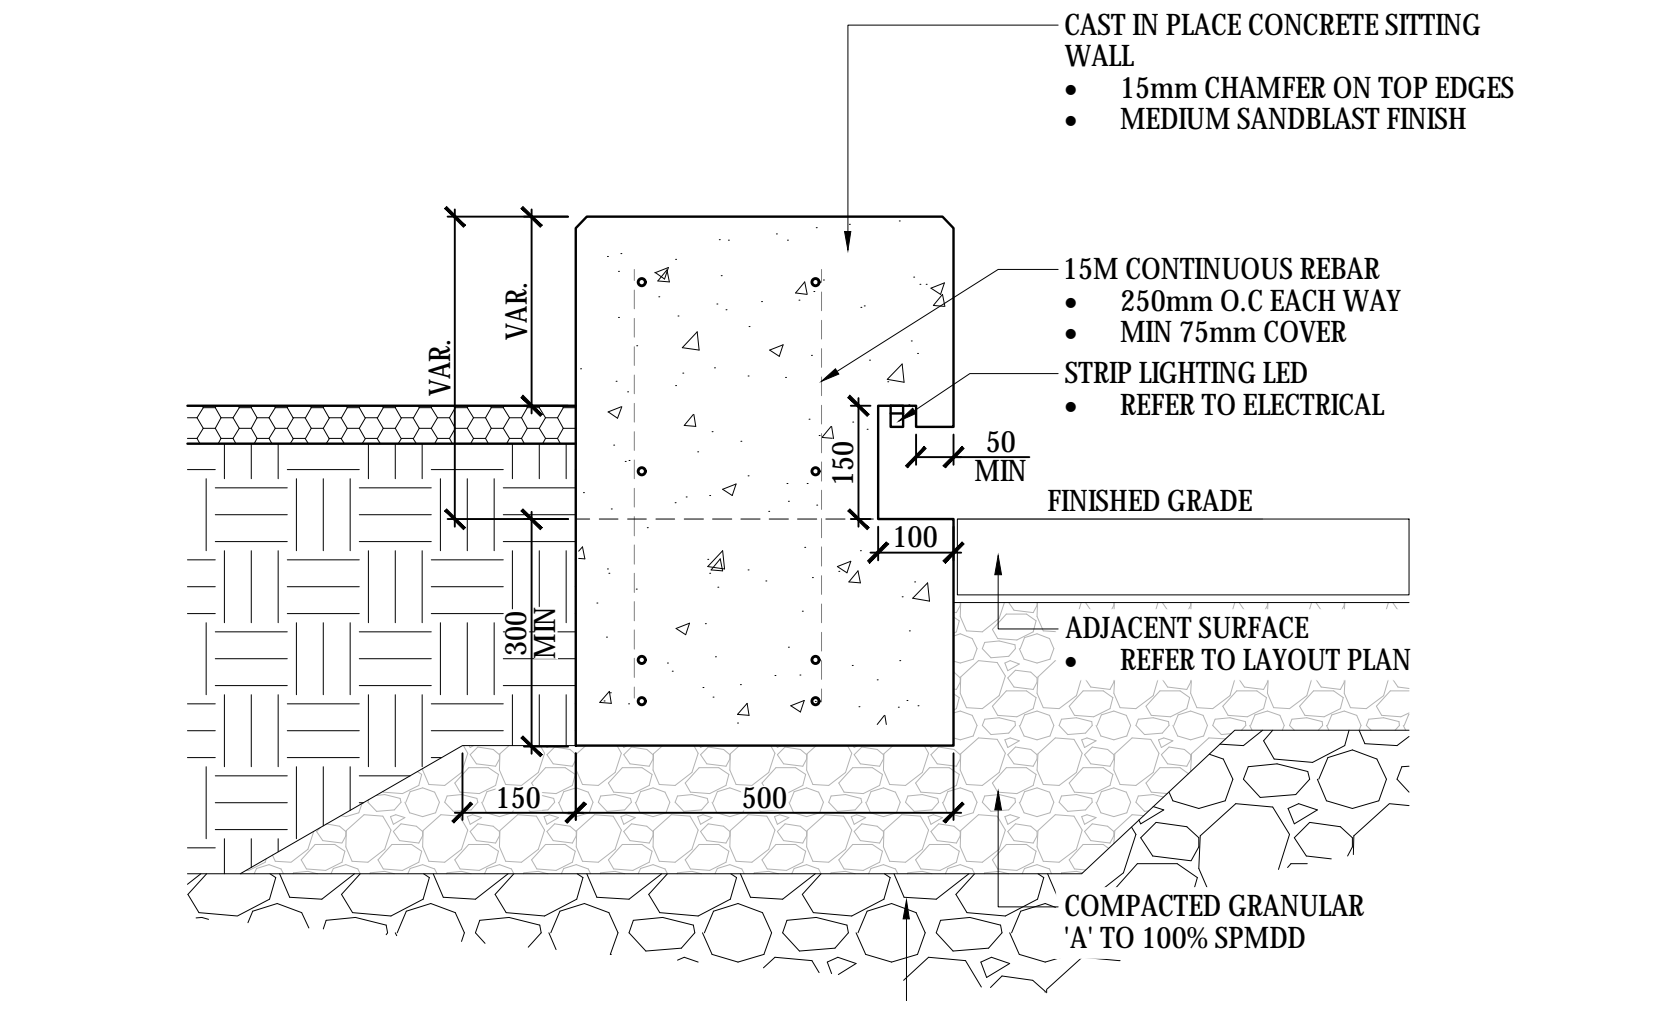 CAST IN PLACE CONCRETE SITTING
WALL
• 15mm CHAMFER ON TOP EDGES
• MEDIUM SANDBLAST FINISH
VAR.
VAR.
15M CONTINUOUS REBAR
• 250mm O.C EACH WAY
• MIN 75mm COVER
STRIP LIGHTING LED
• REFER TO ELECTRICAL
150
50
MIN
FINISHED GRADE
100
300
MIN
ADJACENT SURFACE
• REFER TO LAYOUT PLAN
150
500
COMPACTED GRANULAR
'A' TO 100% SPMDD